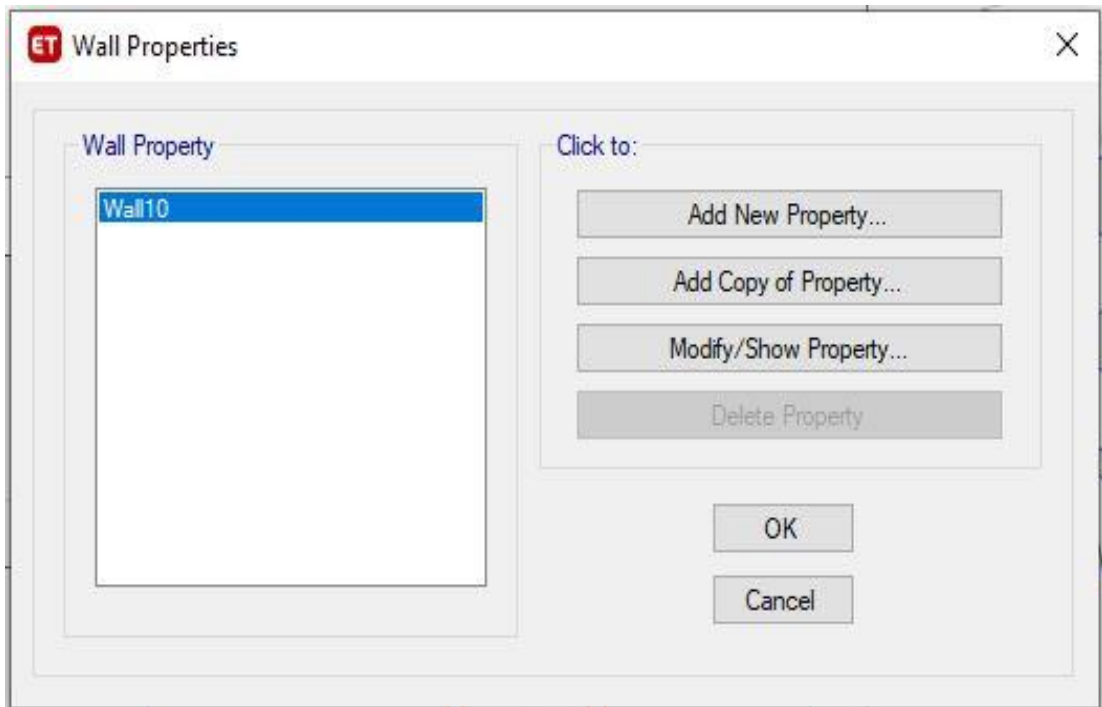 ET Wall Properties
Wall Property
Wall10
Click to:
Add New Property...
Add Copy of Property...
Modify/Show Property...
Delete Property
OK
Cancel